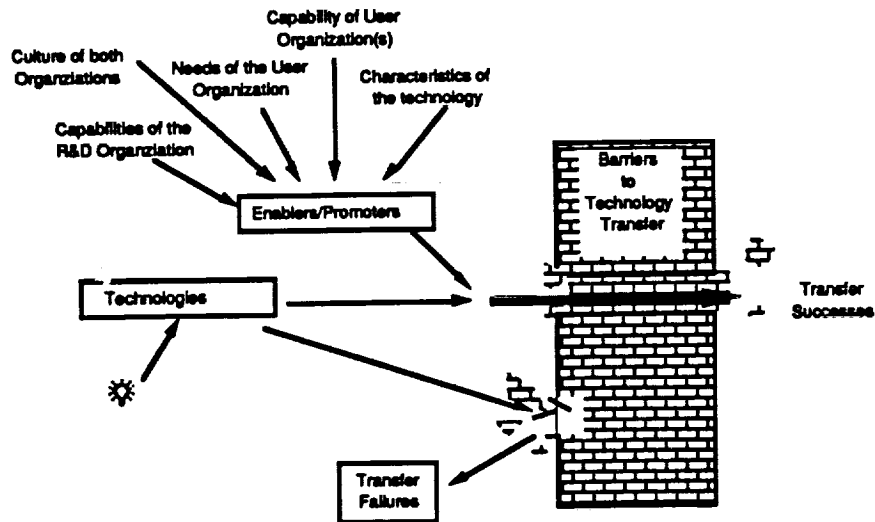 Capability of User
Organization(s)
Culture of both
Organziations
Needs of the User
Organization
Characteristics of
the technology
Capabilities of the
R&D Organziation
Enablers/Promoters
Barriers
to
Technology
Transfer
Technologies
Transfer
Successes
Transfer
Failures